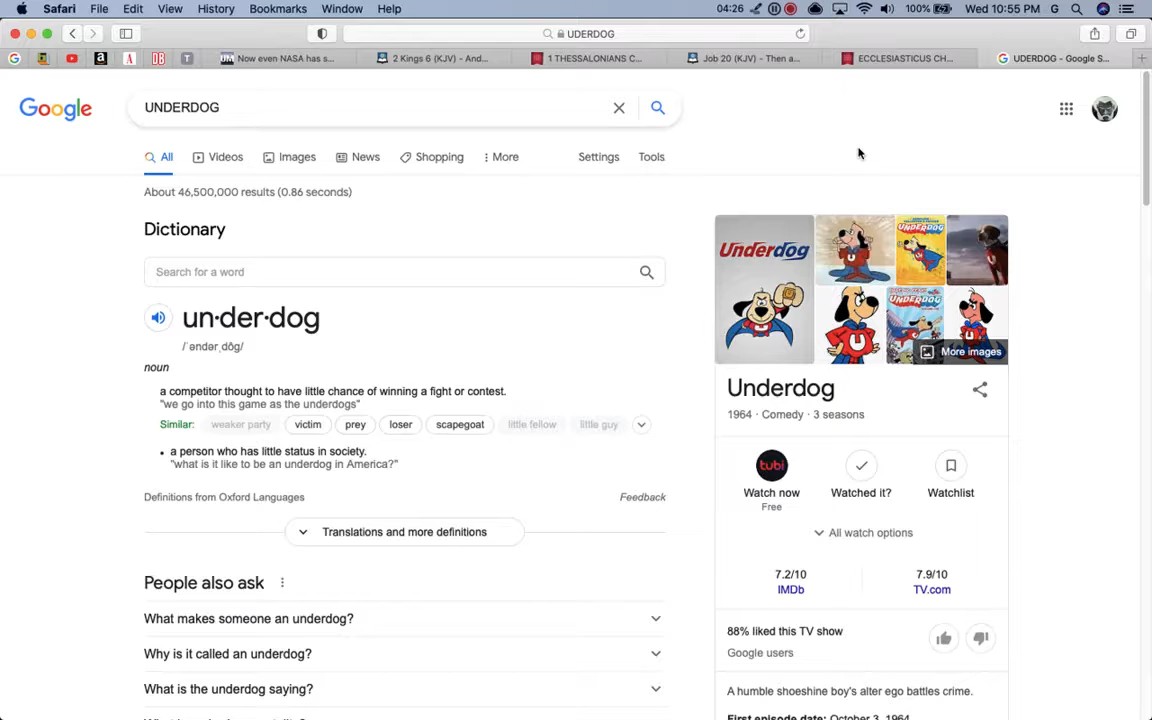 Safari File Edit View History Bookmarks Window Help 04:26 100% Wed 10:55 PM G
UDERDOG
Now even NASA has s... 2 Kings 6 (KJV) - And... 1 THESSALONIANS C... Job 20 (KJV) - Then a... ECCLESIASTICUS CH... UDERDOG - Google S...
Google UNDERDOG
All Videos Images News Shopping More Settings Tools
About 46,500,000 results (0.86 seconds)
Dictionary
Search for a word
un·der·dog
/ˈəndərˌdôg/
noun
a competitor thought to have little chance of winning a fight or contest.
"we go into this game as the underdogs"
Similar: weaker party victim prey loser scapegoat little fellow little guy
a person who has little status in society.
"what is it like to be an underdog in America?"
Definitions from Oxford Languages Feedback
Translations and more definitions
People also ask
What makes someone an underdog?
Why is it called an underdog?
What is the underdog saying?
Underdog
UNDERDOG
UNDERDOG
More images
Underdog
1964 · Comedy · 3 seasons
tubi
Watch now Watched it? Watchlist
Free
All watch options
7.2/10 7.9/10
IMDb TV.com
88% liked this TV show
Google users
A humble shoeshine boy's alter ego battles crime.
First episode date: October 3, 1964